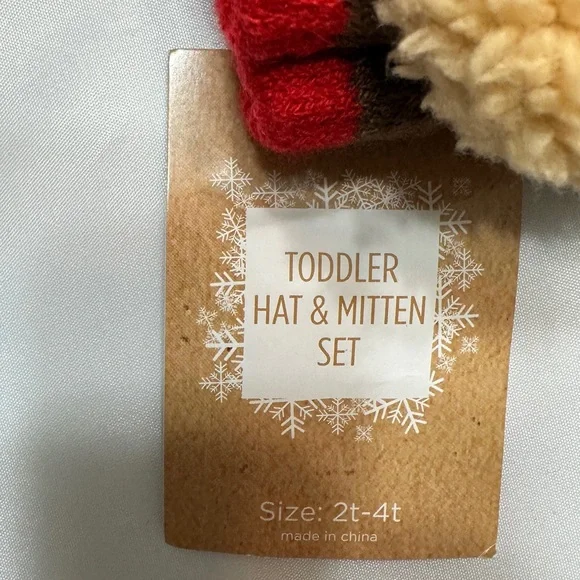 TODDLER
HAT & MITTEN
SET
Size: 2t-4t
made in china